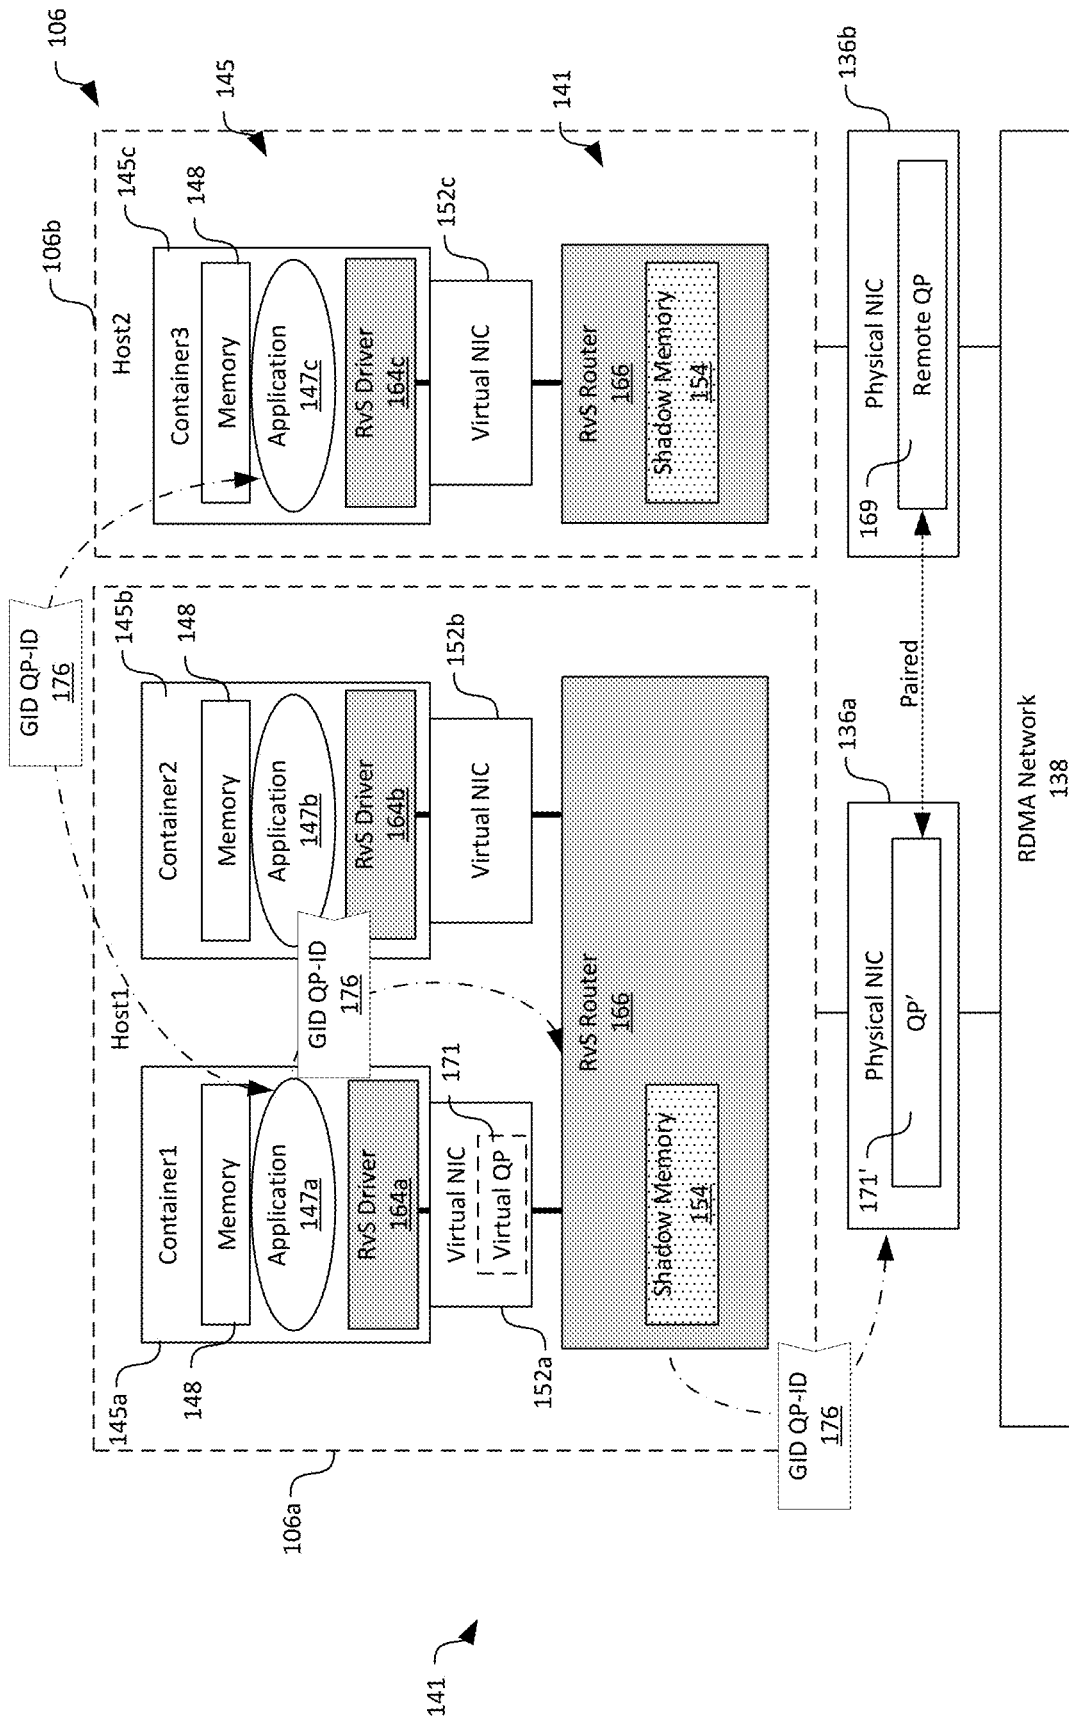 106
106b
145
145c
148
141
Host2
Container3
Memory
Application
147c
RvS Driver
164c
152c
Virtual NIC
RvS Router
166
Shadow Memory
154
136b
Physical NIC
169
Remote QP
GID QP-ID
176
Host1
145b
148
Container2
Memory
Application
147b
RvS Driver
164b
152b
Virtual NIC
145a
148
Container1
Memory
Application
147a
RvS Driver
164a
GID QP-ID
176
171
Virtual NIC
Virtual QP
152a
RvS Router
166
Shadow Memory
154
106a
GID QP-ID
176
136a
Physical NIC
171'
QP'
Paired
RDMA Network
138
141